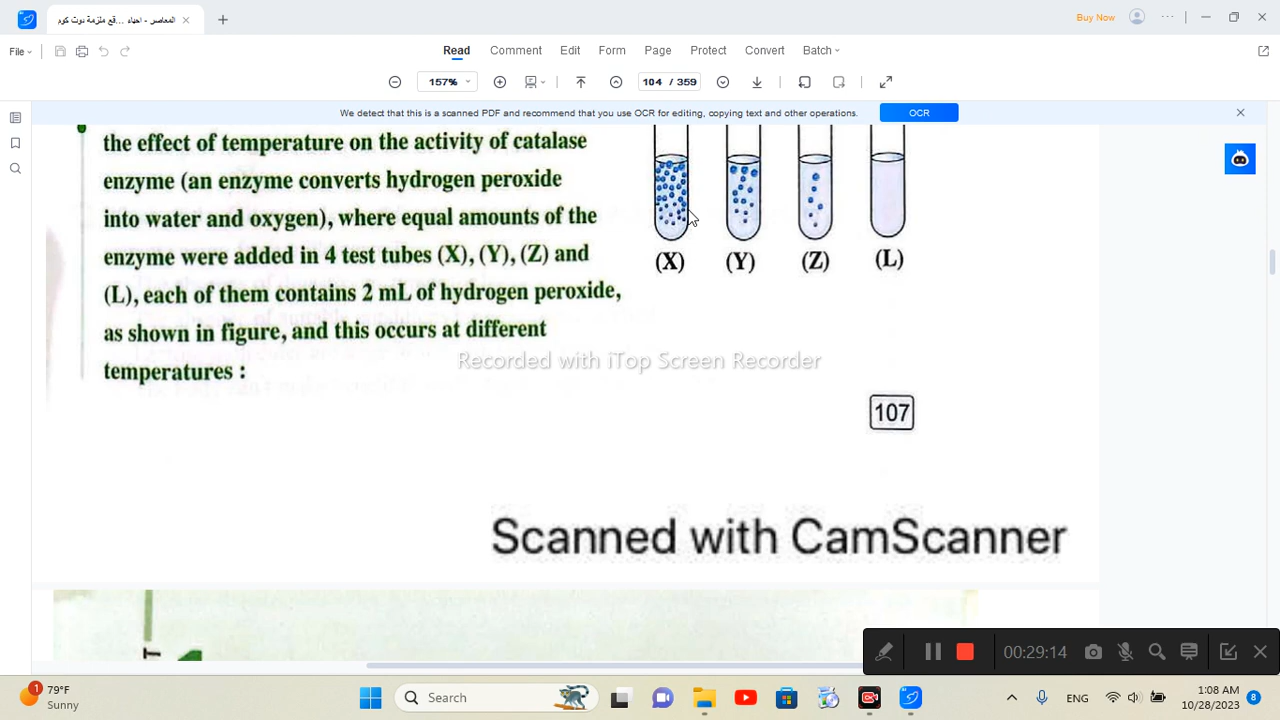 المعاصر - احياء ...قع ملزمة دوت كوم
Buy Now
File
Read Comment Edit Form Page Protect Convert Batch
157%
104 / 359
We detect that this is a scanned PDF and recommend that you use OCR for editing, copying text and other operations.
OCR
the effect of temperature on the activity of catalase
enzyme (an enzyme converts hydrogen peroxide
into water and oxygen), where equal amounts of the
enzyme were added in 4 test tubes (X), (Y), (Z) and
(L), each of them contains 2 mL of hydrogen peroxide,
as shown in figure, and this occurs at different
temperatures :
(X) (Y) (Z) (L)
Recorded with iTop Screen Recorder
107
Scanned with CamScanner
T
00:29:14
1
79°F
Sunny
Search
ENG
1:08 AM
10/28/2023
8